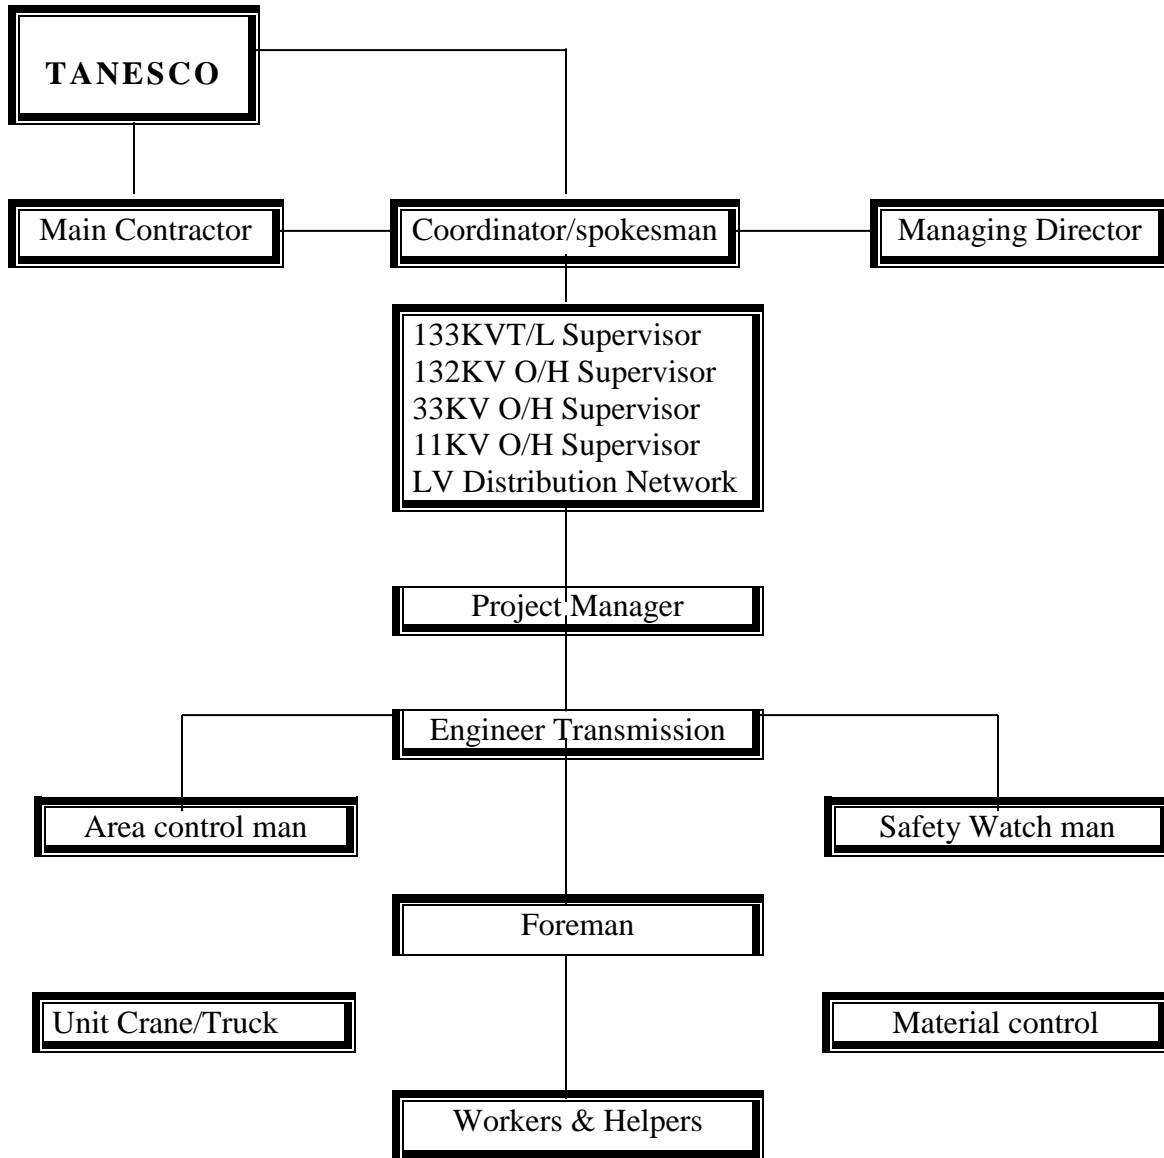 TANESCO
Main Contractor
Coordinator/spokesman
Managing Director
133KVT/L Supervisor
132KV O/H Supervisor
33KV O/H Supervisor
11KV O/H Supervisor
LV Distribution Network
Project Manager
Engineer Transmission
Area control man
Safety Watch man
Foreman
Unit Crane/Truck
Material control
Workers & Helpers